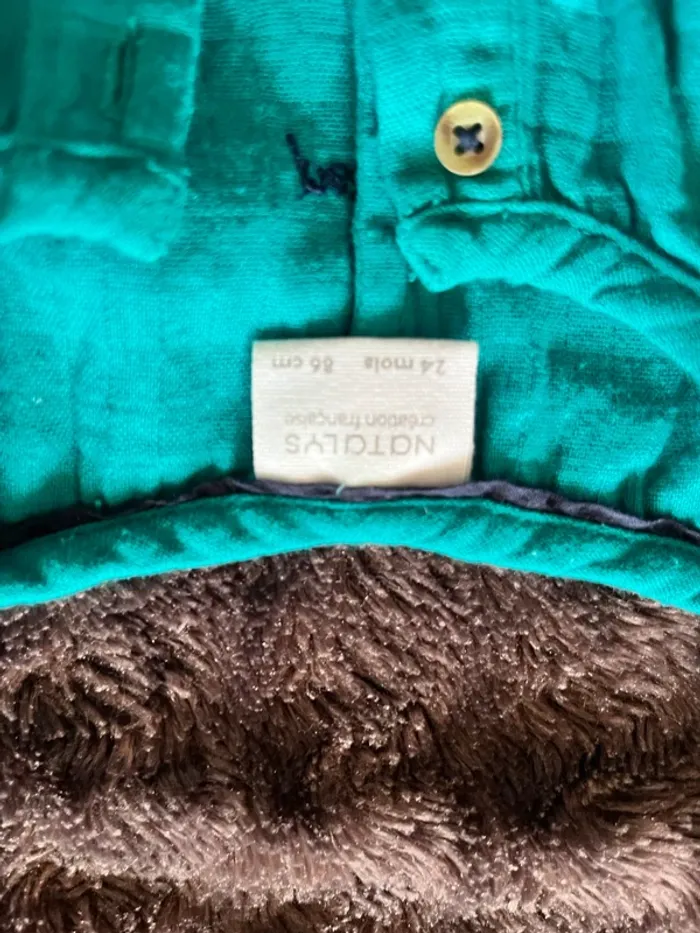 NATALYS
création française
24 mois 86 cm